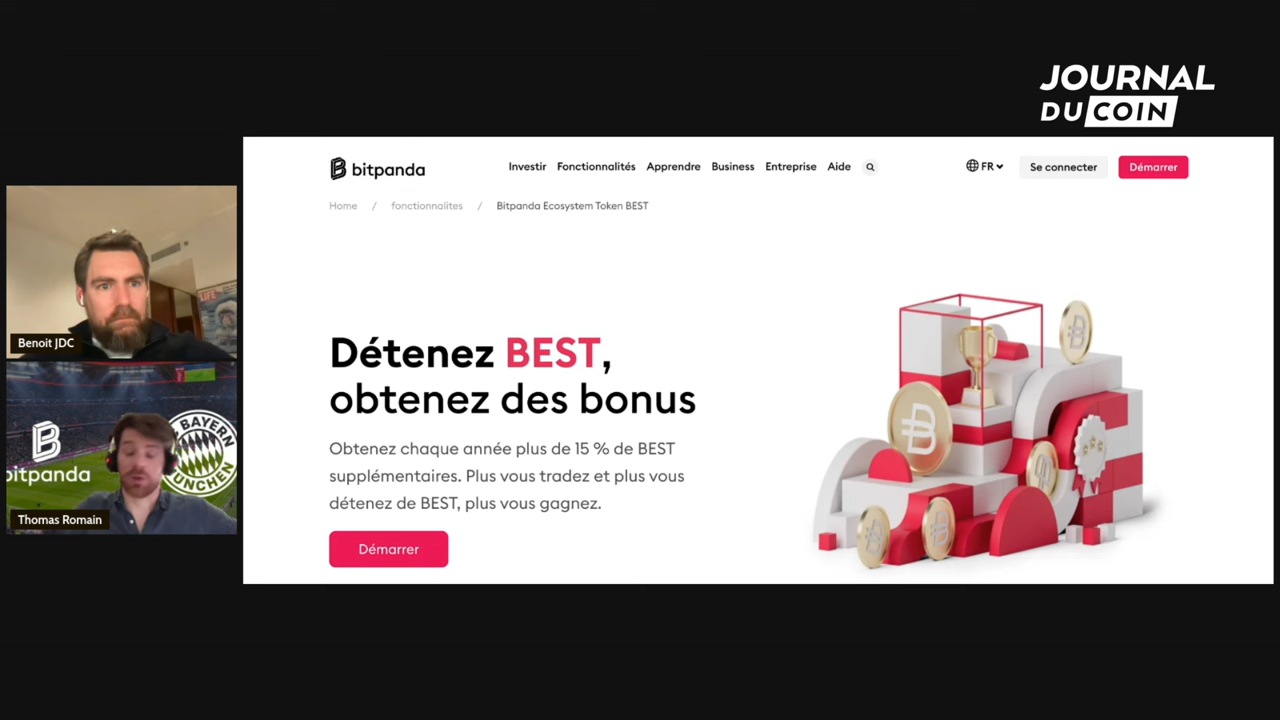 JOURNAL
DU COIN
bitpanda
Investir Fonctionnalités Apprendre Business Entreprise Aide
FR
Se connecter
Démarrer
Home / fonctionnalites / Bitpanda Ecosystem Token BEST
Détenez BEST,
obtenez des bonus
Obtenez chaque année plus de 15 % de BEST
supplémentaires. Plus vous tradez et plus vous
détenez de BEST, plus vous gagnez.
Démarrer
LIFE
Benoit JDC
bitpanda
BAYERN
Thomas Romain